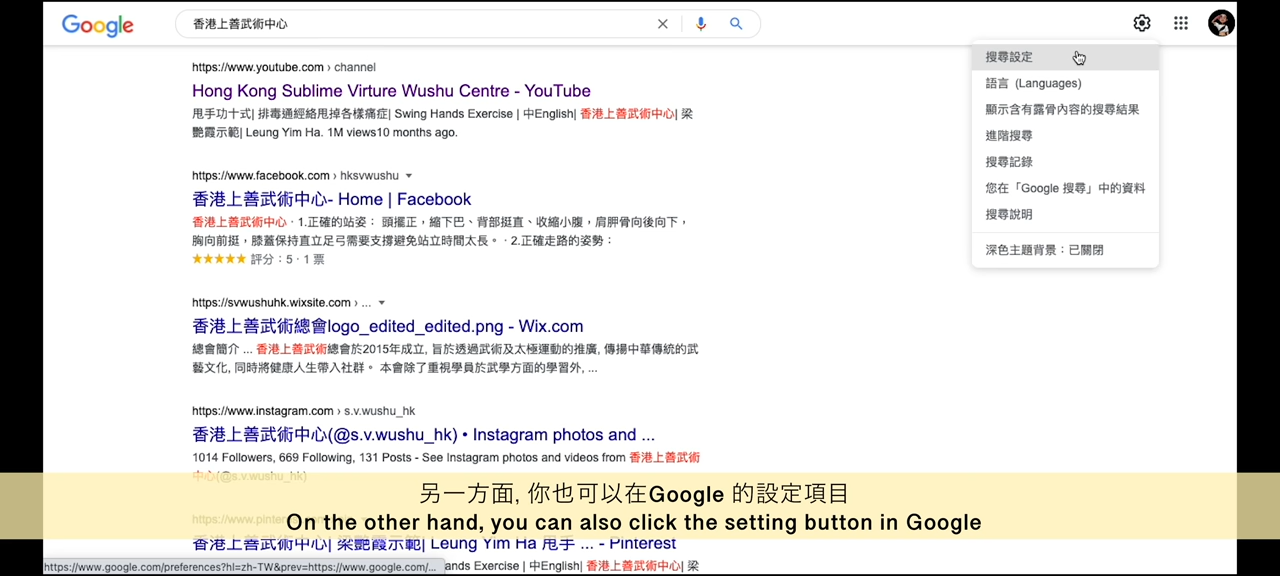 Google
香港上善武術中心
https://www.youtube.com › channel
Hong Kong Sublime Virture Wushu Centre - YouTube
甩手功十式| 排毒通經絡甩掉各樣痛症| Swing Hands Exercise | 中English| 香港上善武術中心| 梁
艷霞示範| Leung Yim Ha. 1M views10 months ago.
https://www.facebook.com › hksvwushu
香港上善武術中心- Home | Facebook
香港上善武術中心 · 1.正確的站姿： 頭擺正，縮下巴、背部挺直、收縮小腹，肩胛骨向後向下，
胸向前挺，膝蓋保持直立足弓需要支撐避免站立時間太長。 · 2.正確走路的姿勢：
★★★★★ 評分：5 · 1 票
https://svwushuhk.wixsite.com › ...
香港上善武術總會logo_edited_edited.png - Wix.com
總會簡介 ... 香港上善武術總會於2015年成立, 旨於透過武術及太極運動的推廣, 傳揚中華傳統的武
藝文化, 同時將健康人生帶入社群。 本會除了重視學員於武學方面的學習外, ...
https://www.instagram.com › s.v.wushu_hk
香港上善武術中心(@s.v.wushu_hk) • Instagram photos and ...
1014 Followers, 669 Following, 131 Posts - See Instagram photos and videos from 香港上善武術
中心(@s.v.wushu_hk)
https://www.pinterest
香港上善武術中心| 梁艷霞示範| Leung Yim Ha 甩手 ... - Pinterest
ands Exercise | 中English| 香港上善武術中心| 梁
搜尋設定
語言 (Languages)
顯示含有露骨內容的搜尋結果
進階搜尋
搜尋記錄
您在「Google 搜尋」中的資料
搜尋說明
深色主題背景：已關閉
另一方面, 你也可以在Google 的設定項目
On the other hand, you can also click the setting button in Google
https://www.google.com/preferences?hl=zh-TW&prev=https://www.google.com/...